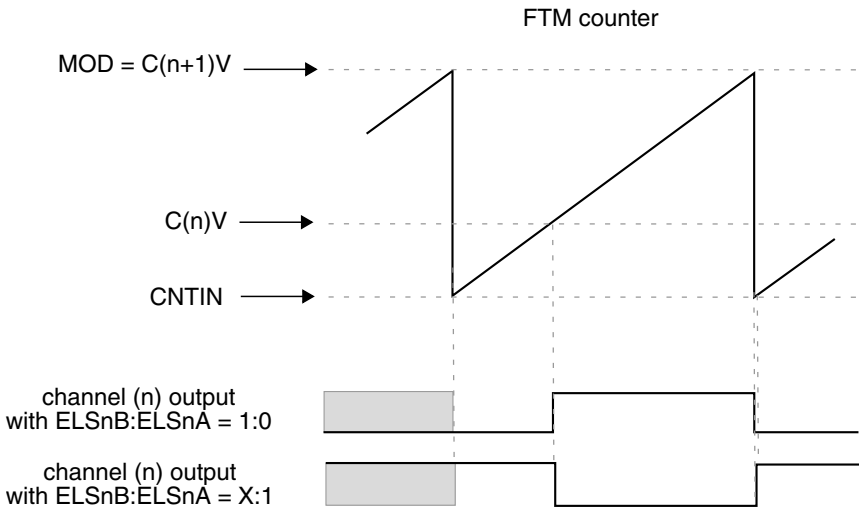 FTM counter
MOD = C(n+1)V
C(n)V
CNTIN
channel (n) output
with ELSnB:ELSnA = 1:0
channel (n) output
with ELSnB:ELSnA = X:1